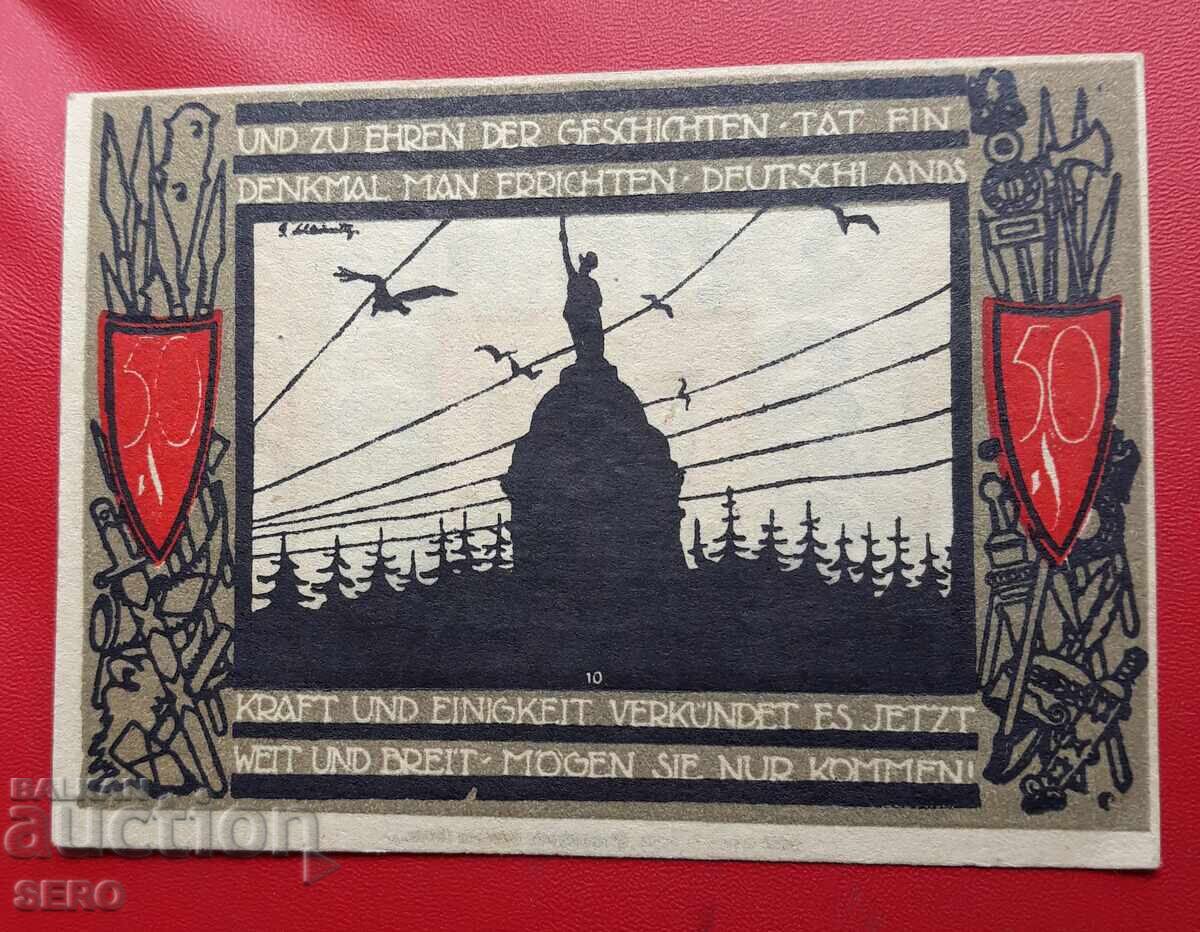 UND ZU EHREN DER GESCHICHTEN · TAT EIN
DENKMAL MAN ERRICHTEN · DEUTSCHLANDS
50
50
10
KRAFT UND EINIGKEIT VERKÜNDET ES JETZT
WEIT UND BREIT · MÖGEN SIE NUR KOMMEN!
BALKAN
auction
SERO